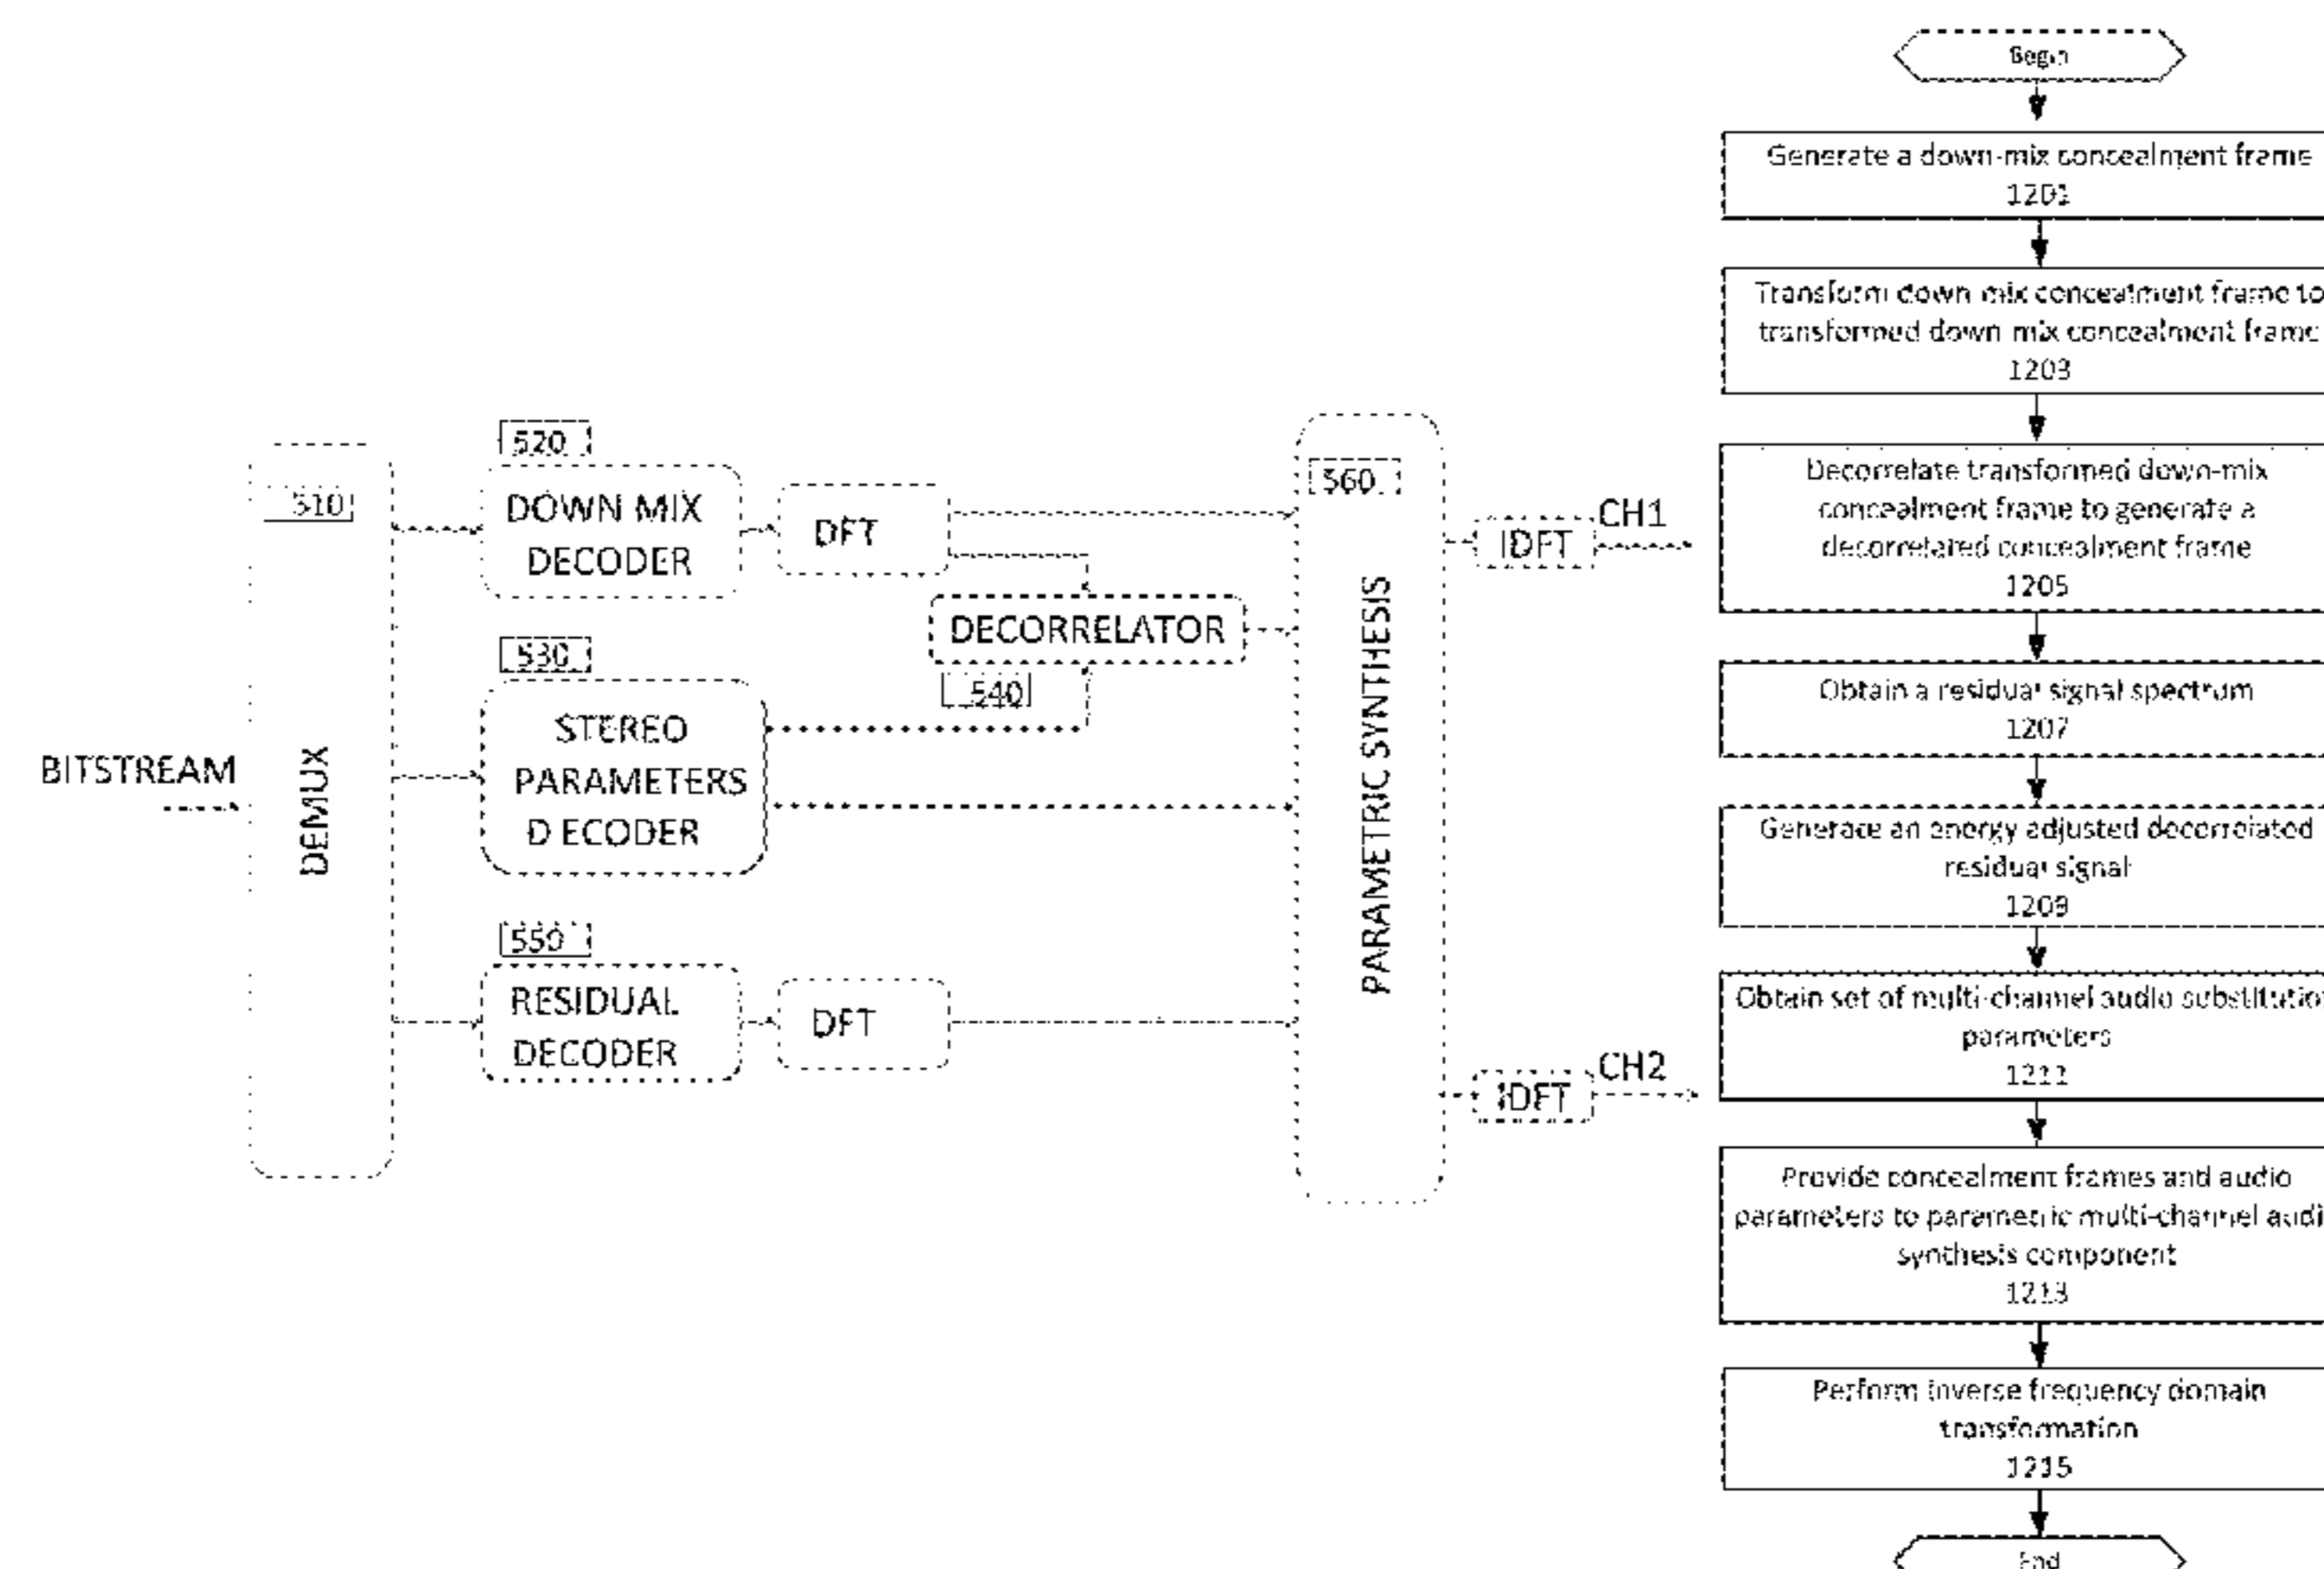 BITSTREAM
510
DEMUX
520
DOWN MIX
DECODER
DFT
530
STEREO
PARAMETERS
D ECODER
DECORRELATOR
540
550
RESIDUAL
DECODER
DFT
560
PARAMETRIC SYNTHESIS
IDFT
CH1
IDFT
CH2
Begin
Generate a down-mix concealment frame
1201
Transform down-mix concealment frame to
transformed down mix concealment frame
1203
Decorrelate transformed down-mix
concealment frame to generate a
decorrelated concealment frame
1205
Obtain a residual signal spectrum
1207
Generate an energy adjusted decorrelated
residual signal
1209
Obtain set of multi-channel audio substitutio
parameters
1211
Provide concealment frames and audio
parameters to parametric multi-channel audi
synthesis component
1213
Perform inverse frequency domain
transformation
1215
End